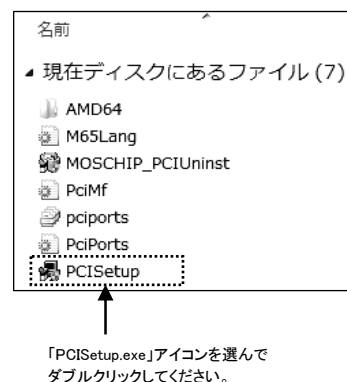 名前
現在ディスクにあるファイル (7)
AMD64
M65Lang
MOSCHIP_PCIUninst
PciMf
pciports
PciPorts
PCISetup
「PCISetup.exe」アイコンを選んで
ダブルクリックしてください。